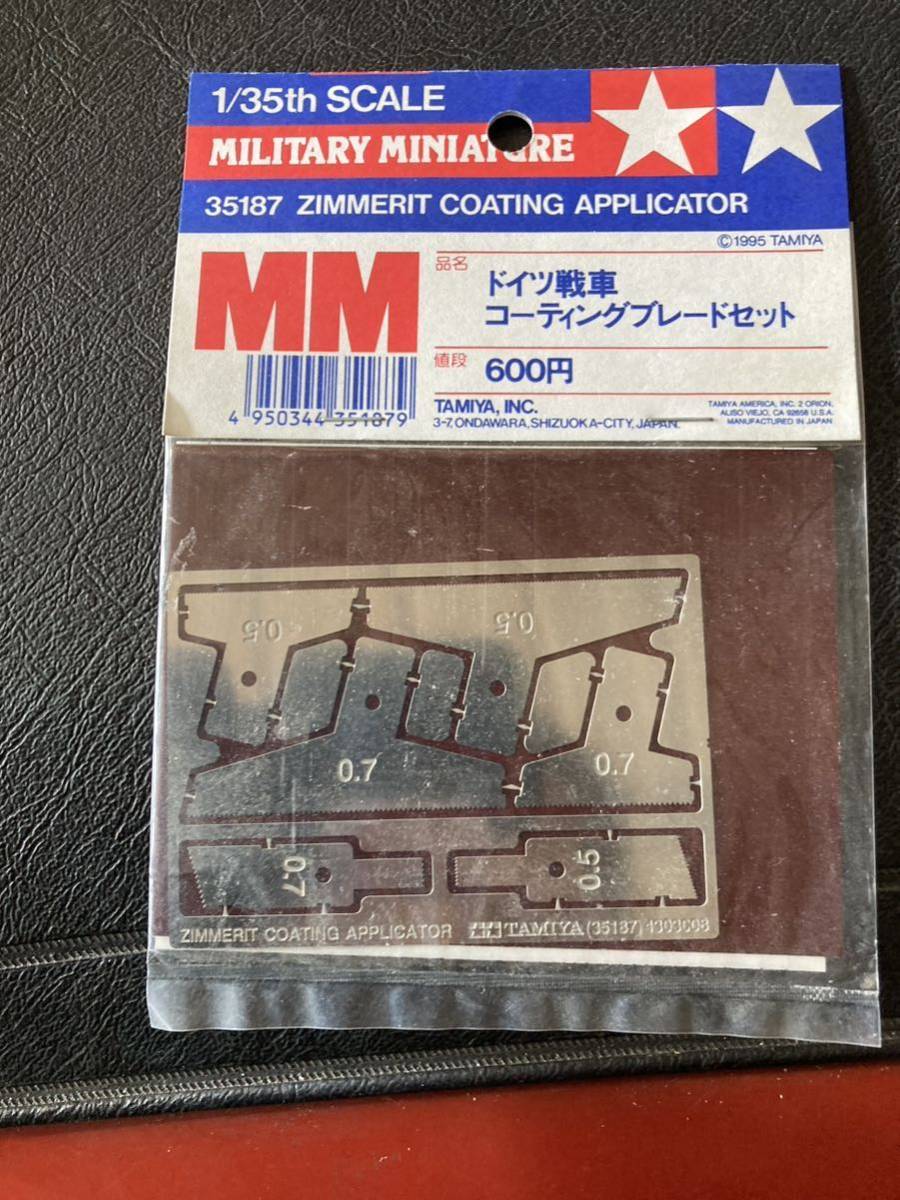 1/35th SCALE
MILITARY MINIATURE
35187 ZIMMERIT COATING APPLICATOR
©1995 TAMIYA
MM
品名
ドイツ戦車
コーティングブレードセット
値段
600円
4 950344 351879
TAMIYA, INC.
3-7, ONDAWARA, SHIZUOKA-CITY, JAPAN.
TAMIYA AMERICA, INC. 2 ORION,
ALISO VIEJO, CA 92656 U.S.A.
MANUFACTURED IN JAPAN
0.5
0.5
0.7
0.7
0.7
0.5
ZIMMERIT COATING APPLICATOR TAMIYA (35187) 4303008